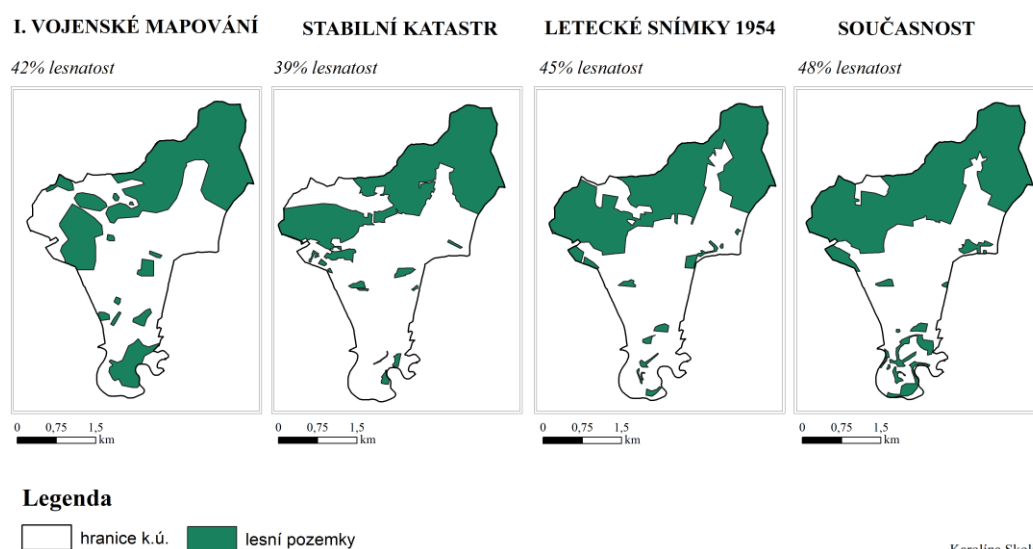 I. VOJENSKÉ MAPOVÁNÍ
42% lesnatost
0 0,75 1,5
km
STABILNÍ KATASTR
39% lesnatost
0 0,75 1,5
km
LETECKÉ SNÍMKY 1954
45% lesnatost
0 0,75 1,5
km
SOUČASNOST
48% lesnatost
0 0,75 1,5
km
Legenda
hranice k.ú. lesní pozemky